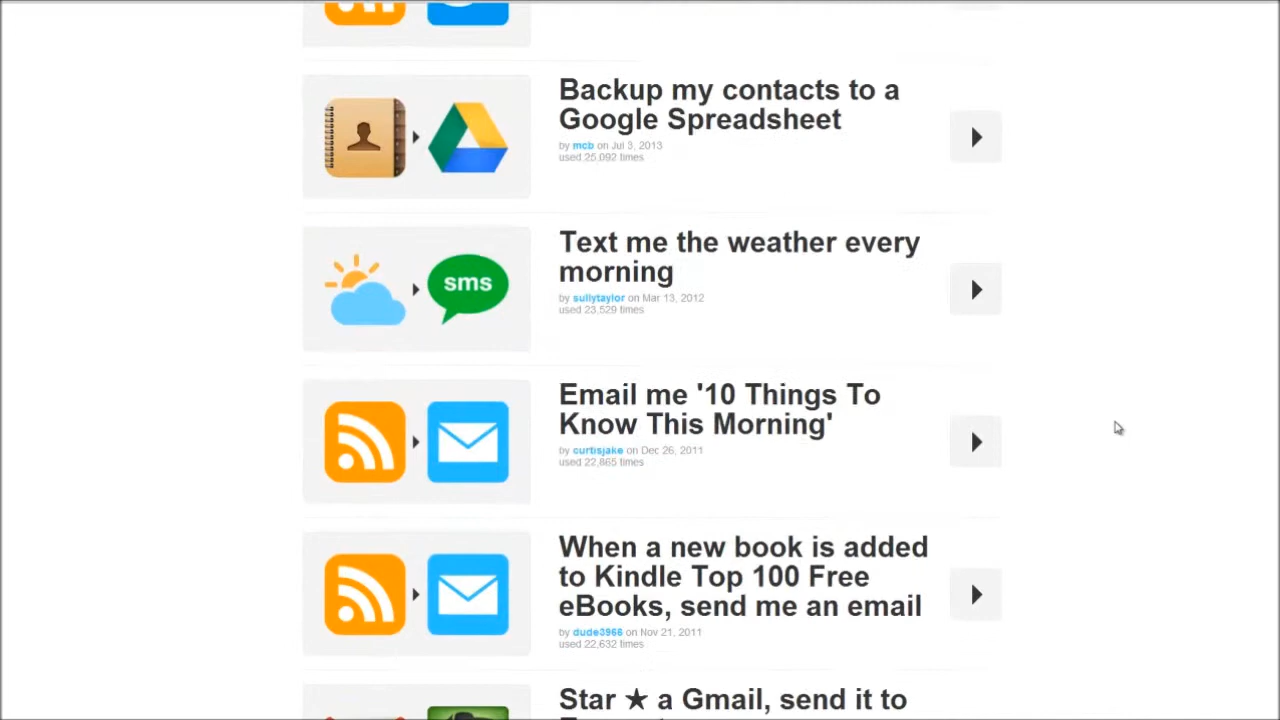 Backup my contacts to a
Google Spreadsheet
by mcb on Jul 3, 2013
used 25,092 times
Text me the weather every
morning
sms
by sullytaylor on Mar 13, 2012
used 23,529 times
Email me '10 Things To
Know This Morning'
by curtisjake on Dec 26, 2011
used 22,865 times
When a new book is added
to Kindle Top 100 Free
eBooks, send me an email
by dude3966 on Nov 21, 2011
used 22,632 times
Star ★ a Gmail, send it to